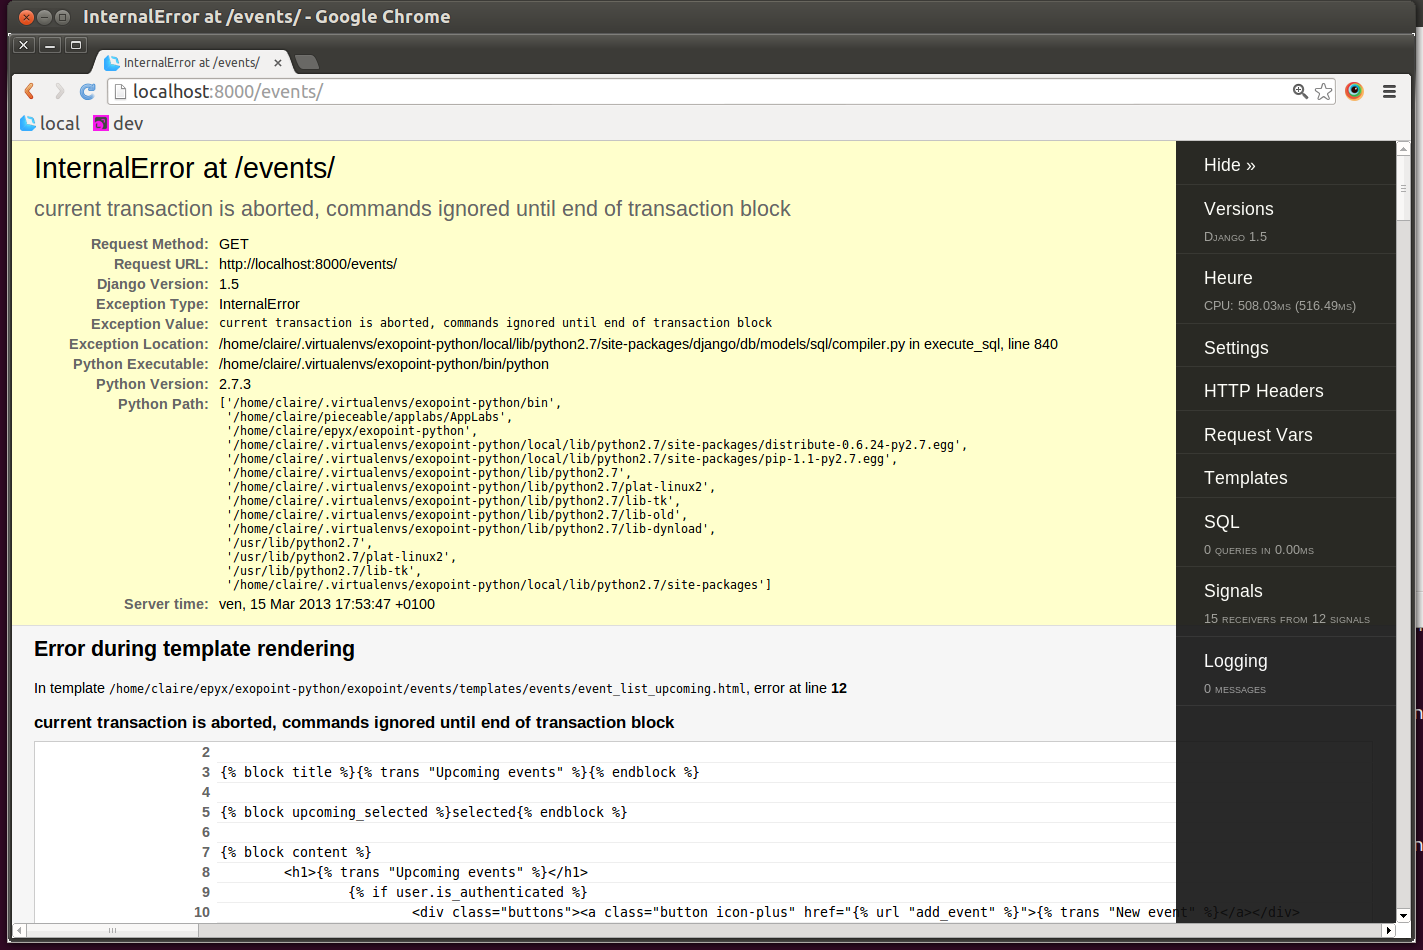 InternalError at /events/ - Google Chrome
InternalError at /events/
localhost:8000/events/
local dev
InternalError at /events/
current transaction is aborted, commands ignored until end of transaction block
Request Method: GET
Request URL: http://localhost:8000/events/
Django Version: 1.5
Exception Type: InternalError
Exception Value: current transaction is aborted, commands ignored until end of transaction block
Exception Location: /home/claire/.virtualenvs/exopoint-python/local/lib/python2.7/site-packages/django/db/models/sql/compiler.py in execute_sql, line 840
Python Executable: /home/claire/.virtualenvs/exopoint-python/bin/python
Python Version: 2.7.3
Python Path: ['/home/claire/.virtualenvs/exopoint-python/bin',
'/home/claire/pieceable/applabs/AppLabs',
'/home/claire/epyx/exopoint-python',
'/home/claire/.virtualenvs/exopoint-python/local/lib/python2.7/site-packages/distribute-0.6.24-py2.7.egg',
'/home/claire/.virtualenvs/exopoint-python/local/lib/python2.7/site-packages/pip-1.1-py2.7.egg',
'/home/claire/.virtualenvs/exopoint-python/lib/python2.7',
'/home/claire/.virtualenvs/exopoint-python/lib/python2.7/plat-linux2',
'/home/claire/.virtualenvs/exopoint-python/lib/python2.7/lib-tk',
'/home/claire/.virtualenvs/exopoint-python/lib/python2.7/lib-old',
'/home/claire/.virtualenvs/exopoint-python/lib/python2.7/lib-dynload',
'/usr/lib/python2.7',
'/usr/lib/python2.7/plat-linux2',
'/usr/lib/python2.7/lib-tk',
'/home/claire/.virtualenvs/exopoint-python/local/lib/python2.7/site-packages']
Server time: ven, 15 Mar 2013 17:53:47 +0100
Error during template rendering
In template /home/claire/epyx/exopoint-python/exopoint/events/templates/events/event_list_upcoming.html, error at line 12
current transaction is aborted, commands ignored until end of transaction block
2
3 {% block title %}{% trans "Upcoming events" %}{% endblock %}
4
5 {% block upcoming_selected %}selected{% endblock %}
6
7 {% block content %}
8 <h1>{% trans "Upcoming events" %}</h1>
9 {% if user.is_authenticated %}
10 <div class="buttons"><a class="button icon-plus" href="{% url "add_event" %}">{% trans "New event" %}</a></div>
Hide »
Versions
Django 1.5
Heure
CPU: 508.03ms (516.49ms)
Settings
HTTP Headers
Request Vars
Templates
SQL
0 queries in 0.00ms
Signals
15 receivers from 12 signals
Logging
0 messages